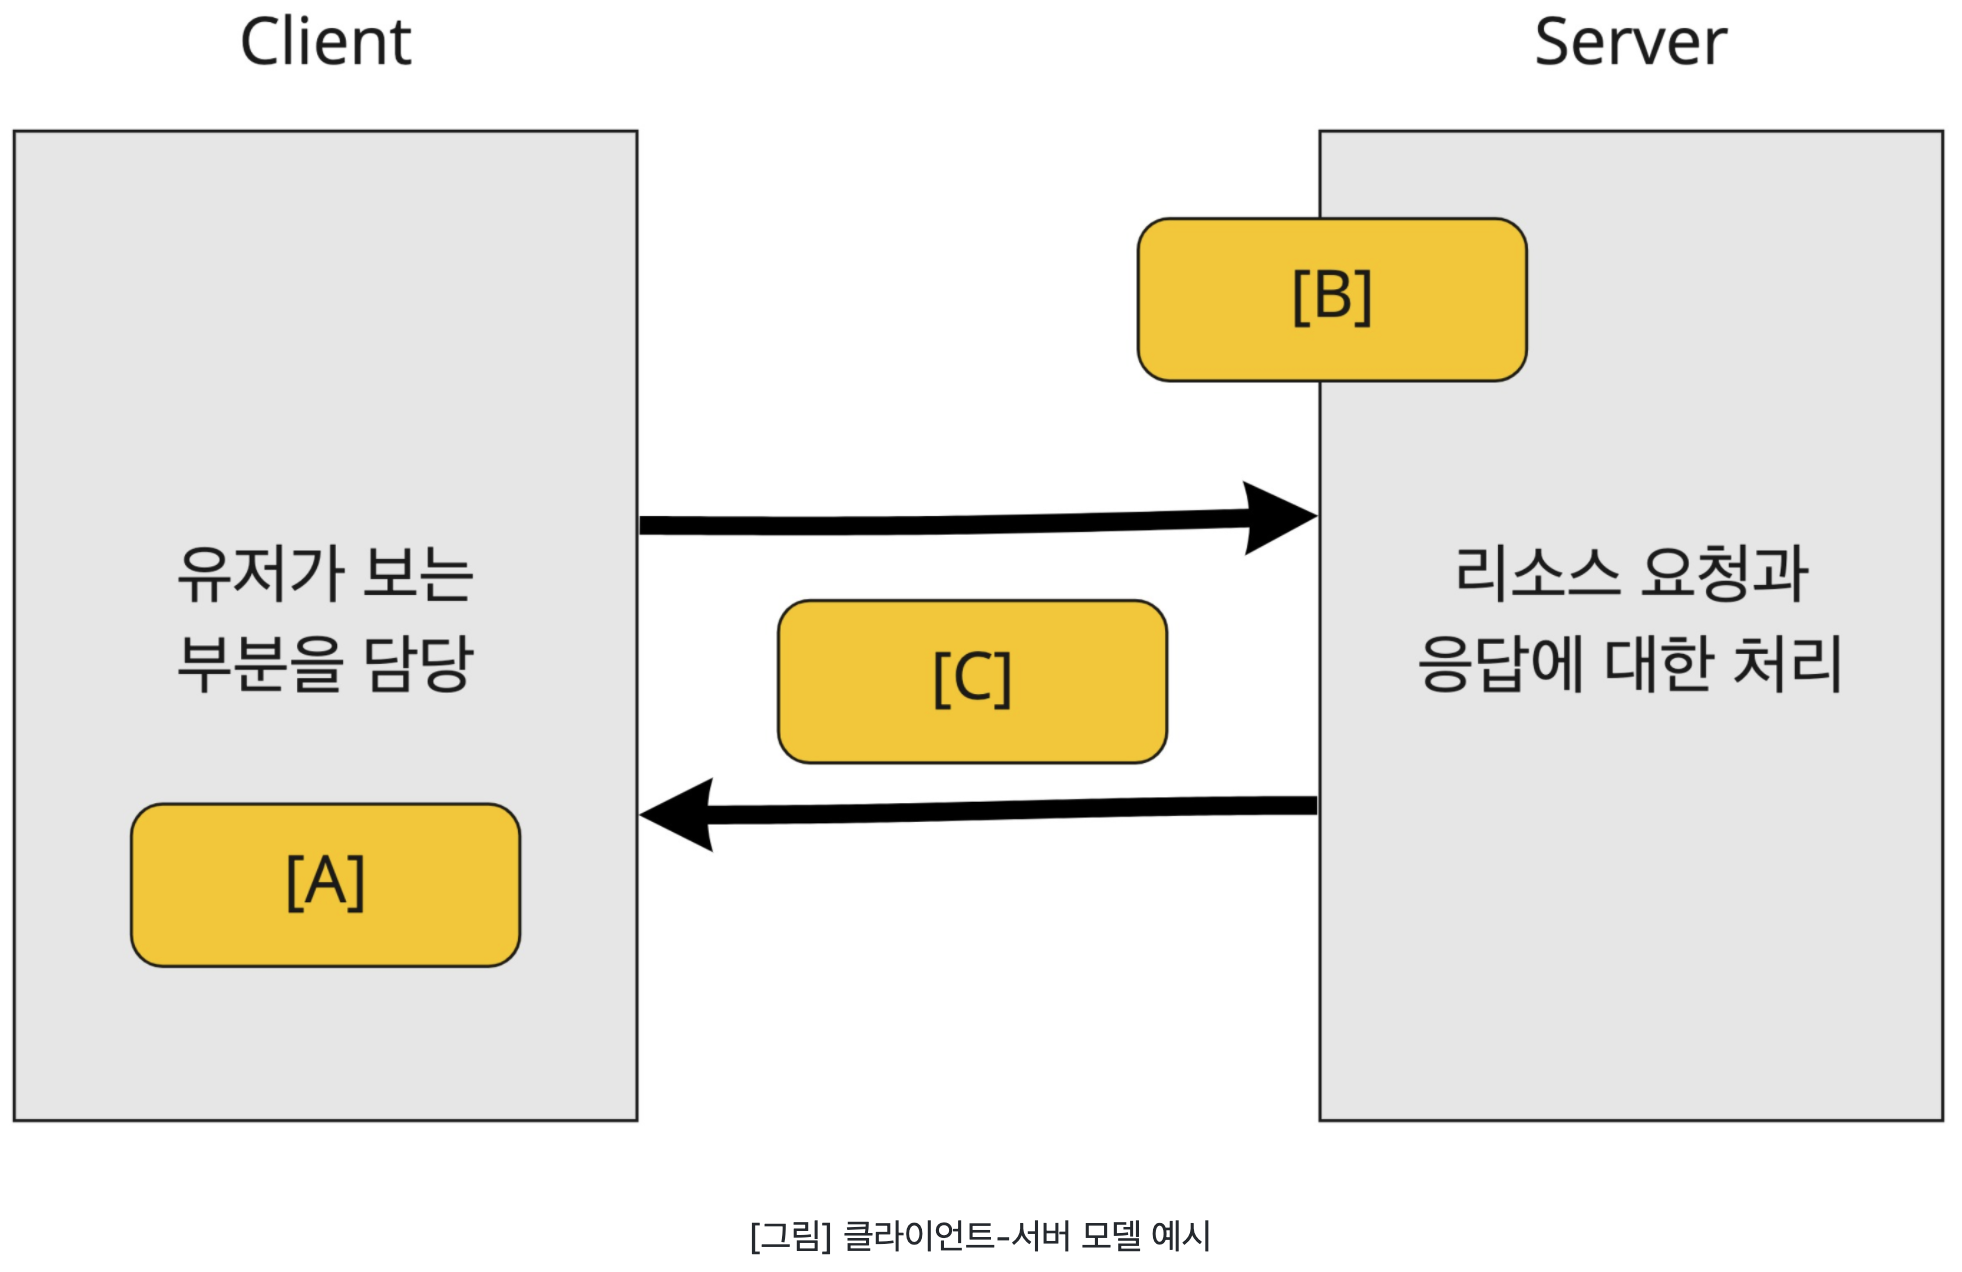 Client
Server
[B]
유저가 보는
부분을 담당
리소스 요청과
응답에 대한 처리
[C]
[A]
[그림] 클라이언트-서버 모델 예시